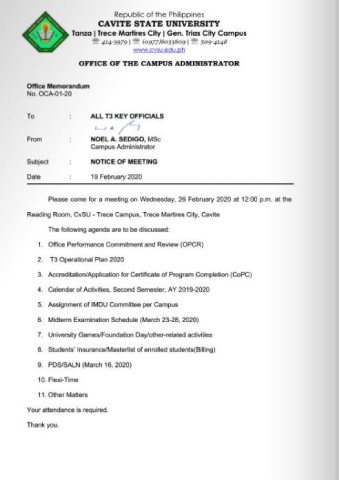 Republic of the Philippines
CAVITE STATE UNIVERSITY
Tanza | Trece Martires City | Gen. Trias City Campus
☏ 414-3979 | ☏ (0977)8033809 | ☏ 509-4148
www.cvsu.edu.ph
OFFICE OF THE CAMPUS ADMINISTRATOR
Office Memorandum
No. OCA-01-20
To : ALL T3 KEY OFFICIALS
From : NOEL A. SEDIGO, MSc
Campus Administrator
Subject : NOTICE OF MEETING
Date : 19 February 2020
Please come for a meeting on Wednesday, 26 February 2020 at 12:00 p.m. at the
Reading Room, CvSU - Trece Campus, Trece Martires City, Cavite
The following agenda are to be discussed:
1. Office Performance Commitment and Review (OPCR)
2. T3 Operational Plan 2020
3. Accreditation/Application for Certificate of Program Completion (CoPC)
4. Calendar of Activities, Second Semester, AY 2019-2020
5. Assignment of IMDU Committee per Campus
6. Midterm Examination Schedule (March 23-28, 2020)
7. University Games/Foundation Day/other-related activities
8. Students' Insurance/Masterlist of enrolled students(Billing)
9. PDS/SALN (March 16, 2020)
10. Flexi-Time
11. Other Matters
Your attendance is required.
Thank you.